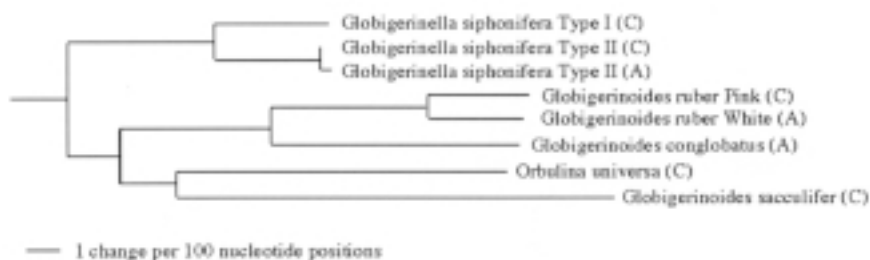 Globigerinella siphonifera Type I (C)
Globigerinella siphonifera Type II (C)
Globigerinella siphonifera Type II (A)
Globigerinoides ruber Pink (C)
Globigerinoides ruber White (A)
Globigerinoides conglobatus (A)
Orbulina universa (C)
Globigerinoides sacculifer (C)
1 change per 100 nucleotide positions